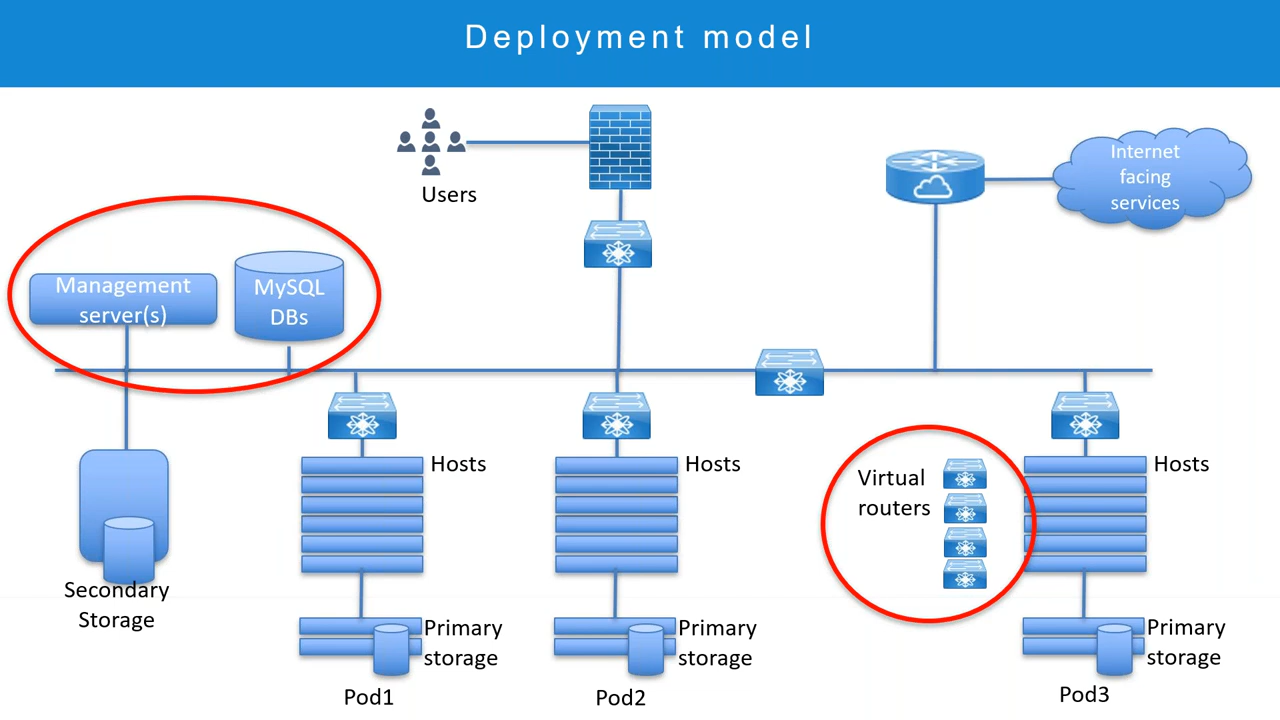 Deployment model
Users
Internet
facing
services
Management
server(s)
MySQL
DBs
Hosts
Hosts
Virtual
routers
Hosts
Secondary
Storage
Primary
storage
Pod1
Primary
storage
Pod2
Primary
storage
Pod3